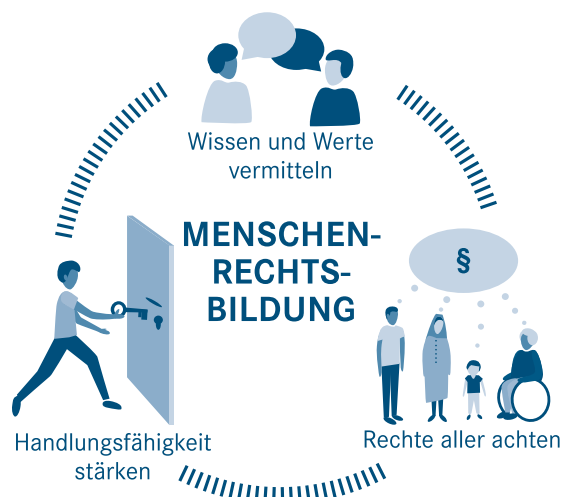 Wissen und Werte
vermitteln
MENSCHEN-
RECHTS-
BILDUNG
§
Handlungsfähigkeit
stärken
Rechte aller achten